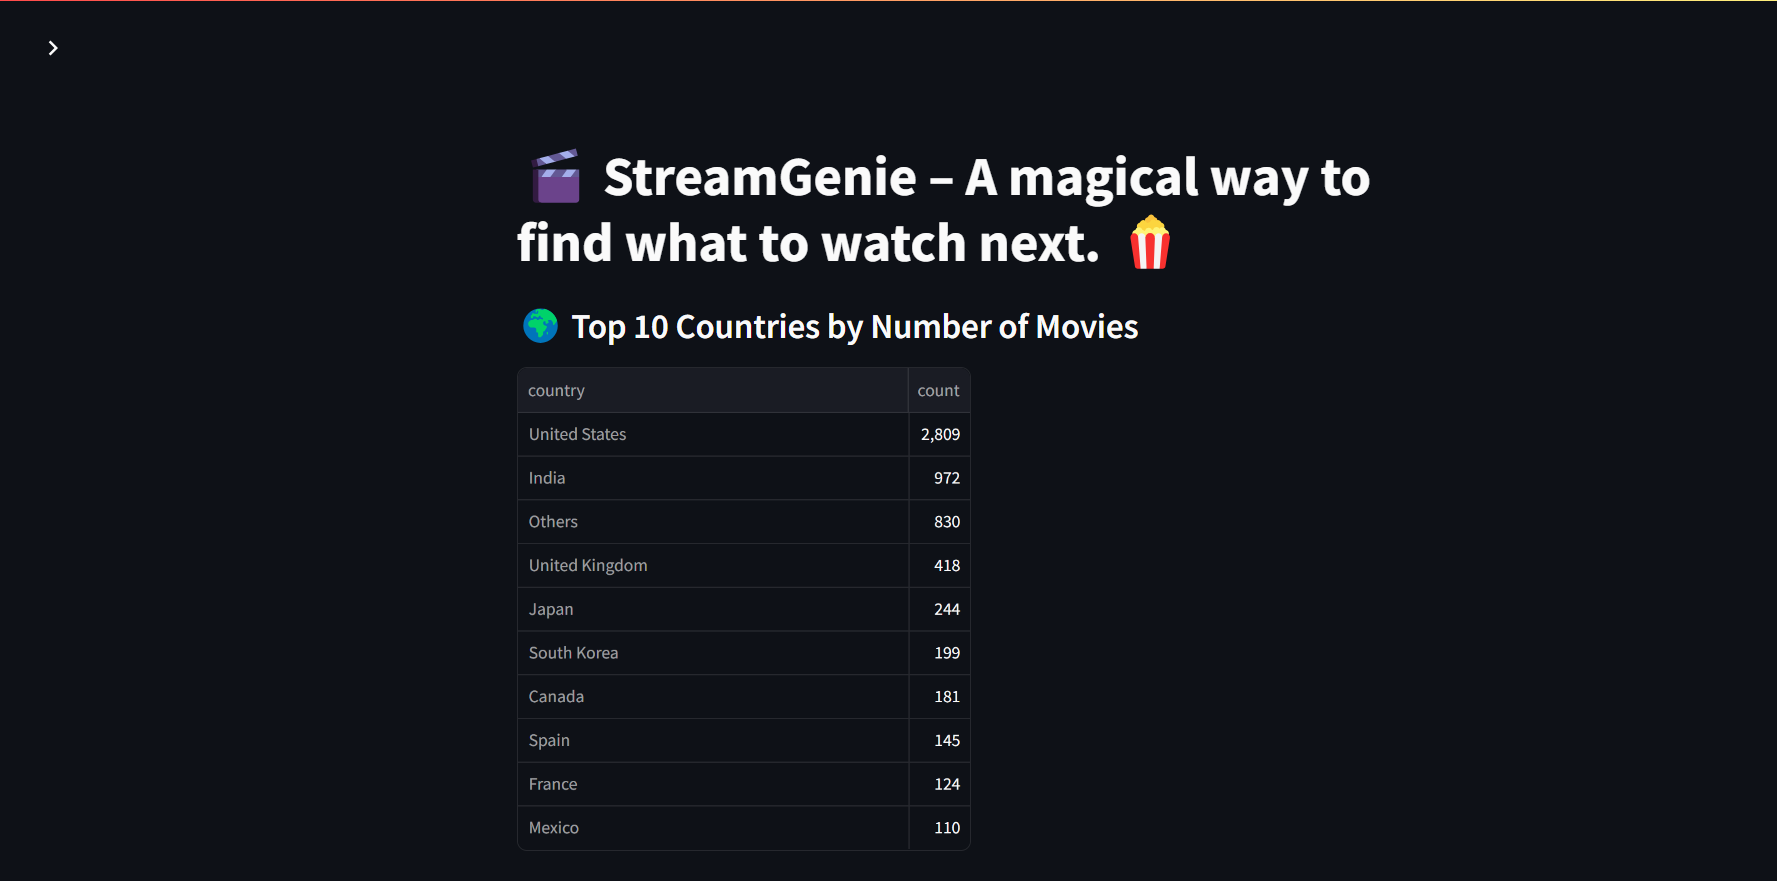 StreamGenie – A magical way to
find what to watch next.
Top 10 Countries by Number of Movies
country count
United States 2,809
India 972
Others 830
United Kingdom 418
Japan 244
South Korea 199
Canada 181
Spain 145
France 124
Mexico 110